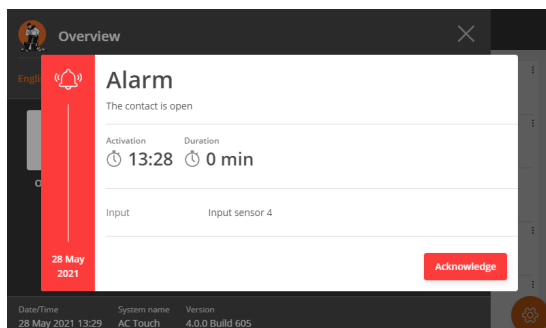 Overview
Alarm
The contact is open
Activation Duration
13:28 0 min
Input Input sensor 4
28 May
2021
Acknowledge
Date/Time System name Version
28 May 2021 13:29 AC Touch 4.0.0 Build 605